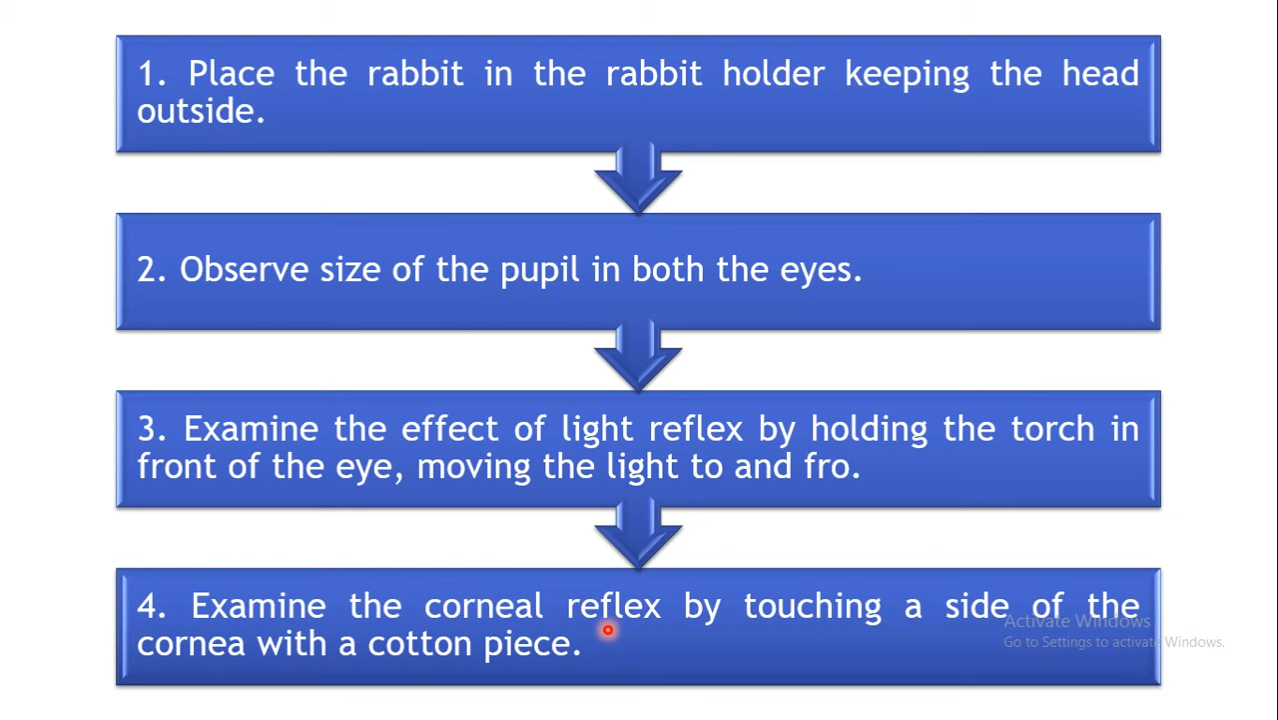 1. Place the rabbit in the rabbit holder keeping the head
outside.
2. Observe size of the pupil in both the eyes.
3. Examine the effect of light reflex by holding the torch in
front of the eye, moving the light to and fro.
4. Examine the corneal reflex by touching a side of the
cornea with a cotton piece.
Activate Windows
Go to Settings to activate Windows.